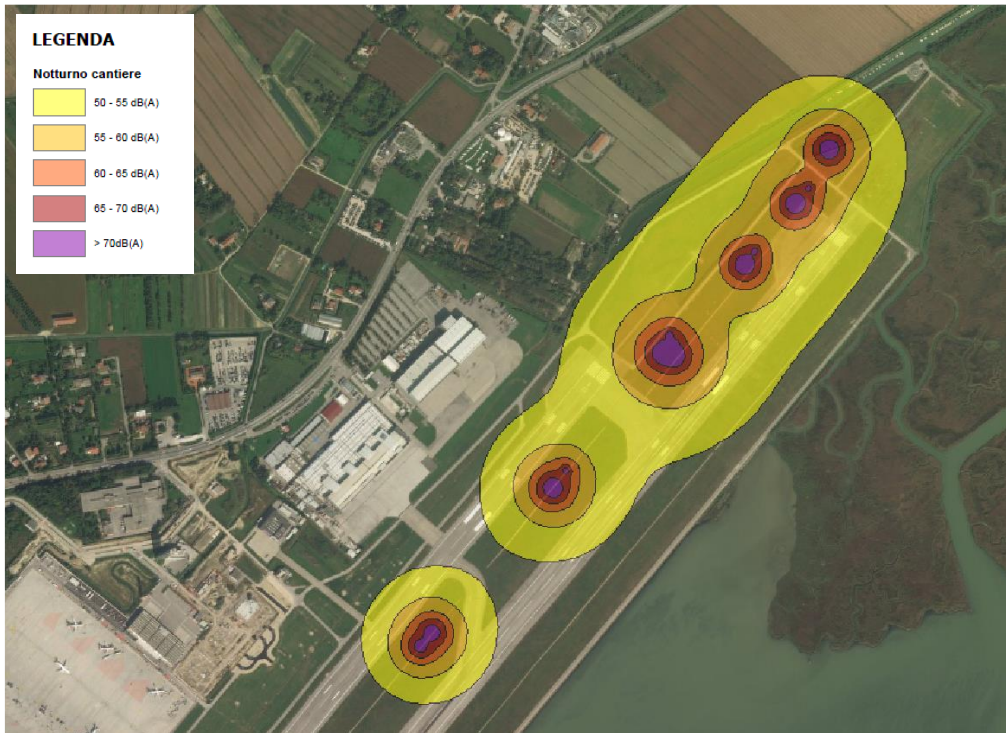 LEGENDA
Notturno cantiere
50 - 55 dB(A)
55 - 60 dB(A)
60 - 65 dB(A)
65 - 70 dB(A)
> 70dB(A)